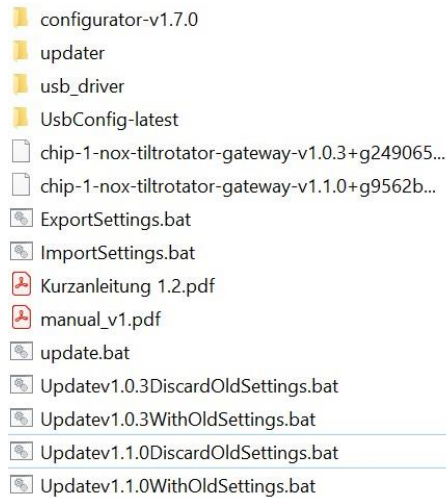 configurator-v1.7.0
updater
usb_driver
UsbConfig-latest
chip-1-nox-tiltrotator-gateway-v1.0.3+g249065...
chip-1-nox-tiltrotator-gateway-v1.1.0+g9562b...
ExportSettings.bat
ImportSettings.bat
Kurzanleitung 1.2.pdf
manual_v1.pdf
update.bat
Updatev1.0.3DiscardOldSettings.bat
Updatev1.0.3WithOldSettings.bat
Updatev1.1.0DiscardOldSettings.bat
Updatev1.1.0WithOldSettings.bat